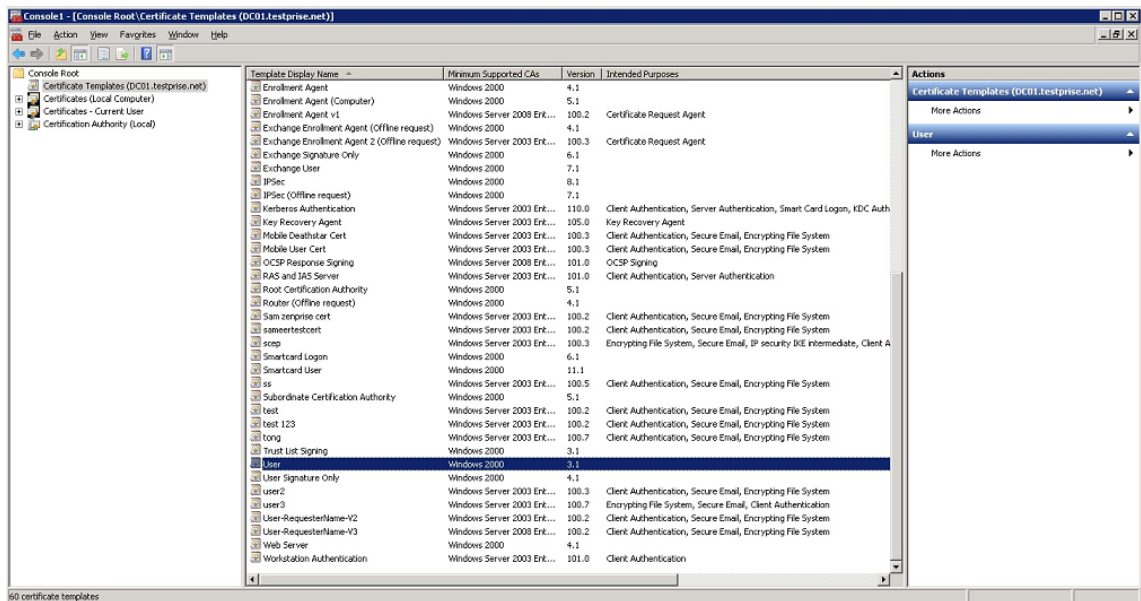 Console1 - [Console Root\Certificate Templates (DC01.testprise.net)]
File Action View Favorites Window Help
Console Root
Certificate Templates (DC01.testprise.net)
Certificates (Local Computer)
Certificates - Current User
Certification Authority (Local)
Template Display Name Minimum Supported CAs Version Intended Purposes
Enrollment Agent Windows 2000 4.1
Enrollment Agent (Computer) Windows 2000 5.1
Enrollment Agent v1 Windows Server 2008 Ent... 100.2 Certificate Request Agent
Exchange Enrollment Agent (Offline request) Windows 2000 4.1
Exchange Enrollment Agent 2 (Offline request) Windows Server 2003 Ent... 100.3 Certificate Request Agent
Exchange Signature Only Windows 2000 6.1
Exchange User Windows 2000 7.1
IPSec Windows 2000 8.1
IPSec (Offline request) Windows 2000 7.1
Kerberos Authentication Windows Server 2003 Ent... 110.0 Client Authentication, Server Authentication, Smart Card Logon, KDC Auth
Key Recovery Agent Windows Server 2003 Ent... 105.0 Key Recovery Agent
Mobile Deathstar Cert Windows Server 2003 Ent... 100.3 Client Authentication, Secure Email, Encrypting File System
Mobile User Cert Windows Server 2003 Ent... 100.3 Client Authentication, Secure Email, Encrypting File System
OCSP Response Signing Windows Server 2008 Ent... 101.0 OCSP Signing
RAS and IAS Server Windows Server 2003 Ent... 101.0 Client Authentication, Server Authentication
Root Certification Authority Windows 2000 5.1
Router (Offline request) Windows 2000 4.1
Sam zenprise cert Windows Server 2003 Ent... 100.2 Client Authentication, Secure Email, Encrypting File System
sameertestcert Windows Server 2003 Ent... 100.2 Client Authentication, Secure Email, Encrypting File System
scep Windows Server 2003 Ent... 100.3 Encrypting File System, Secure Email, IP security IKE intermediate, Client A
Smartcard Logon Windows 2000 6.1
Smartcard User Windows 2000 11.1
ss Windows Server 2003 Ent... 100.5 Client Authentication, Secure Email, Encrypting File System
Subordinate Certification Authority Windows 2000 5.1
test Windows Server 2003 Ent... 100.2 Client Authentication, Secure Email, Encrypting File System
test 123 Windows Server 2003 Ent... 100.2 Client Authentication, Secure Email, Encrypting File System
tong Windows Server 2003 Ent... 100.7 Client Authentication, Secure Email, Encrypting File System
Trust List Signing Windows 2000 3.1
User Windows 2000 3.1
User Signature Only Windows 2000 4.1
user2 Windows Server 2003 Ent... 100.3 Client Authentication, Secure Email, Encrypting File System
user3 Windows Server 2003 Ent... 100.7 Encrypting File System, Secure Email, Client Authentication
User-RequesterName-V2 Windows Server 2003 Ent... 100.2 Client Authentication, Secure Email, Encrypting File System
User-RequesterName-V3 Windows Server 2008 Ent... 100.2 Client Authentication, Secure Email, Encrypting File System
Web Server Windows 2000 4.1
Workstation Authentication Windows Server 2003 Ent... 101.0 Client Authentication
Actions
Certificate Templates (DC01.testprise.net)
More Actions
User
More Actions
60 certificate templates